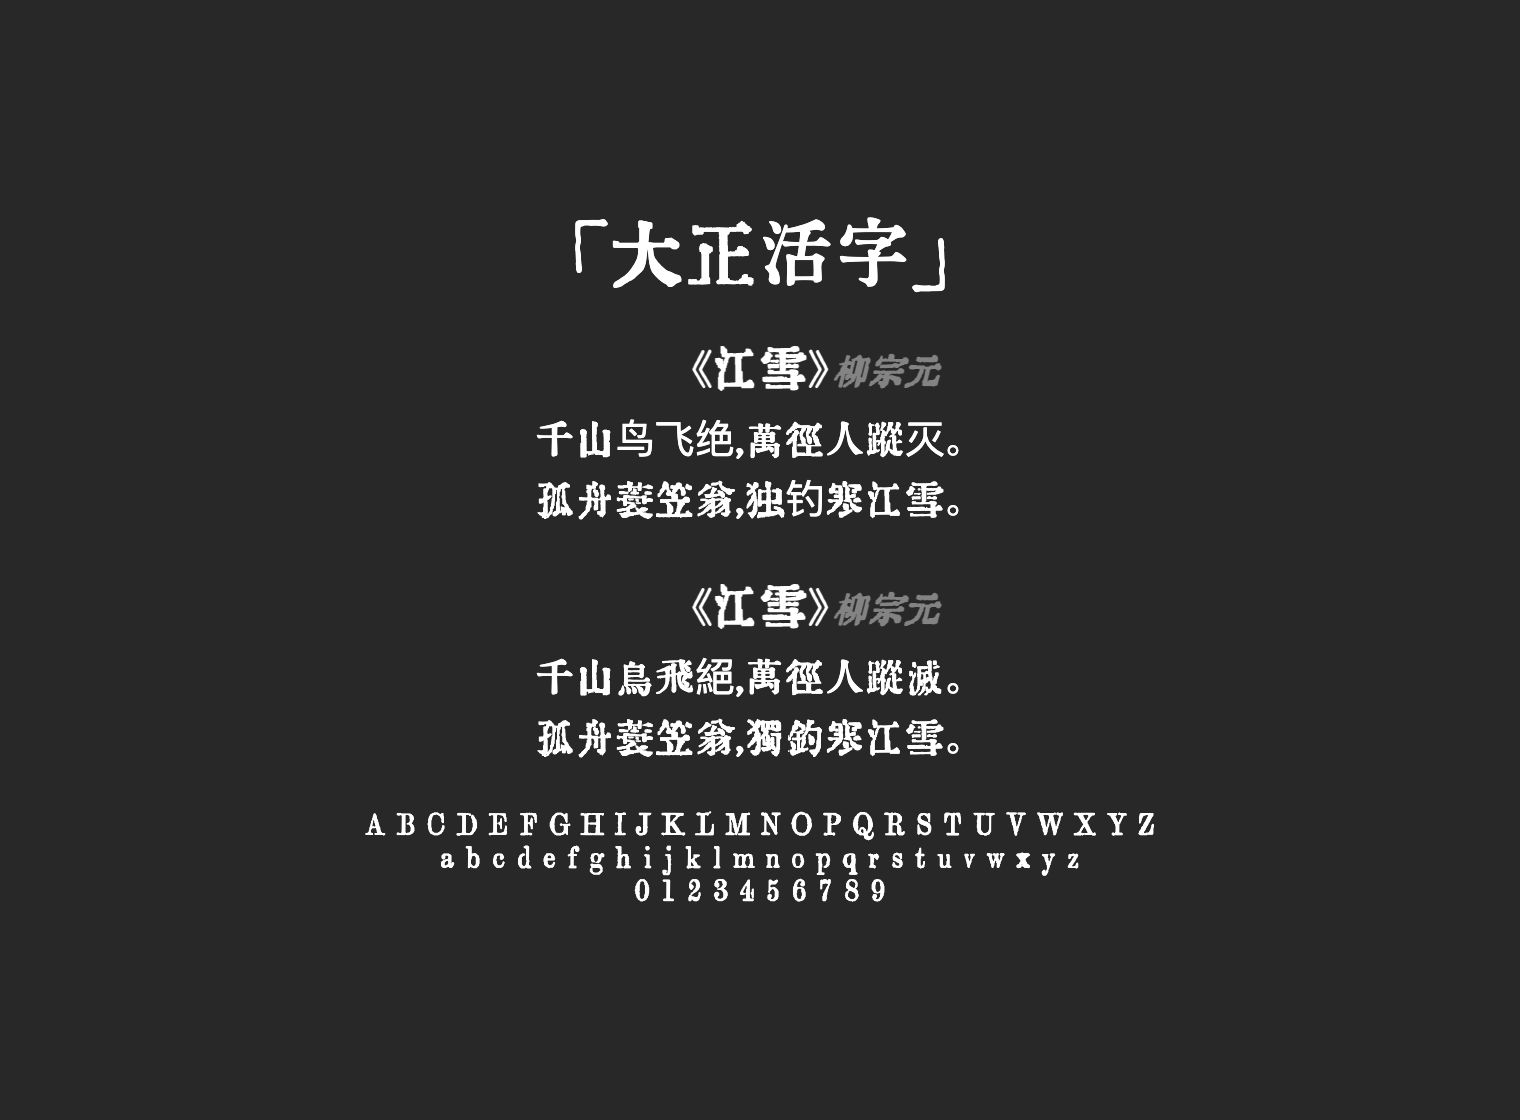 「大正活字」
《江雪》柳宗元
千山鸟飞绝,萬徑人蹤灭。
孤舟蓑笠翁,独钓寒江雪。
《江雪》柳宗元
千山鳥飛絕,萬徑人蹤滅。
孤舟蓑笠翁,獨釣寒江雪。
A B C D E F G H I J K L M N O P Q R S T U V W X Y Z
a b c d e f g h i j k l m n o p q r s t u v w x y z
0 1 2 3 4 5 6 7 8 9